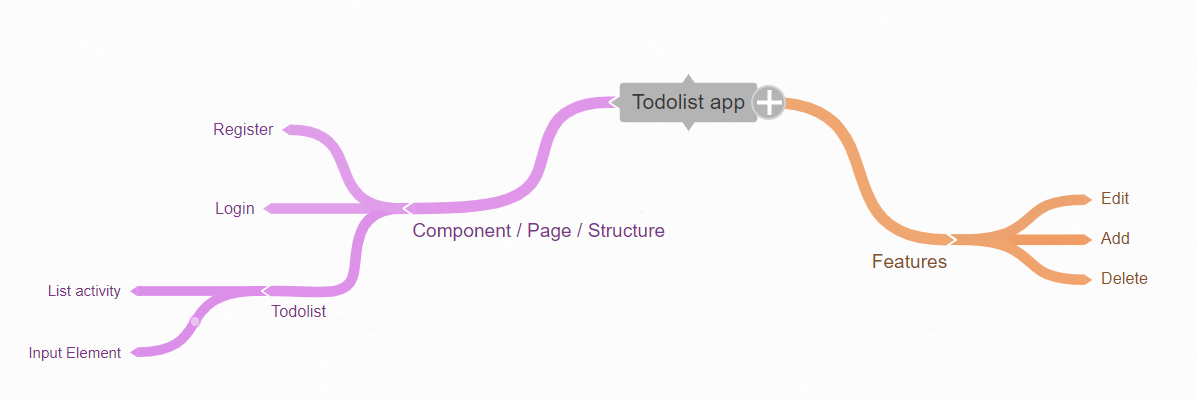 Todolist app
Register
Login
Component / Page / Structure
List activity
Todolist
Input Element
Edit
Add
Features
Delete